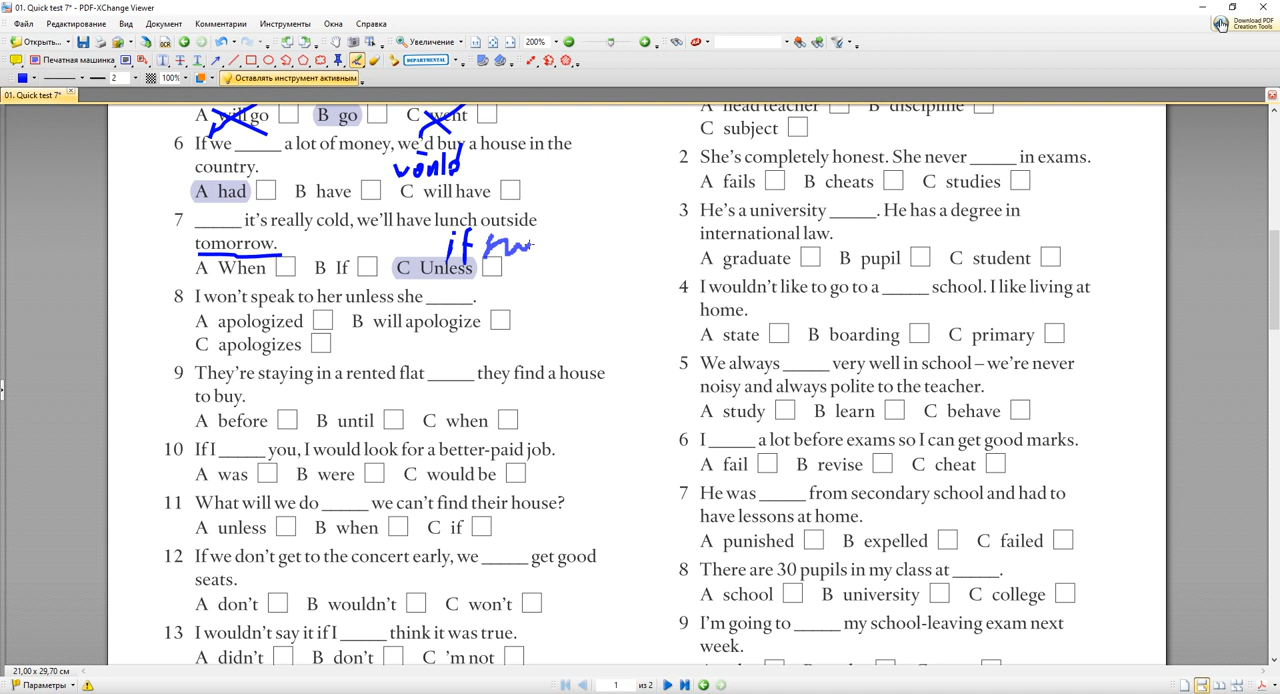 01. Quick test 7* - PDF-XChange Viewer
Файл Редактирование Вид Документ Комментарии Инструменты Окна Справка
Download PDF
Creation Tools
Открыть... OCR Увеличение 200%
Печатная машинка DEPARTMENTAL
2 100% Оставлять инструмент активным
01. Quick test 7*
A will go B go C went
6 If we _____ a lot of money, we'd buy a house in the
country.
would
A had B have C will have
7 _____ it's really cold, we'll have lunch outside
tomorrow.
if
A When B If C Unless
8 I won't speak to her unless she _____.
A apologized B will apologize
C apologizes
9 They're staying in a rented flat _____ they find a house
to buy.
A before B until C when
10 If I _____ you, I would look for a better-paid job.
A was B were C would be
11 What will we do _____ we can't find their house?
A unless B when C if
12 If we don't get to the concert early, we _____ get good
seats.
A don't B wouldn't C won't
13 I wouldn't say it if I _____ think it was true.
A didn't B don't C 'm not
A head teacher B discipline
C subject
2 She's completely honest. She never _____ in exams.
A fails B cheats C studies
3 He's a university _____. He has a degree in
international law.
A graduate B pupil C student
4 I wouldn't like to go to a _____ school. I like living at
home.
A state B boarding C primary
5 We always _____ very well in school – we're never
noisy and always polite to the teacher.
A study B learn C behave
6 I _____ a lot before exams so I can get good marks.
A fail B revise C cheat
7 He was _____ from secondary school and had to
have lessons at home.
A punished B expelled C failed
8 There are 30 pupils in my class at _____.
A school B university C college
9 I'm going to _____ my school-leaving exam next
week.
21,00 x 29,70 см
Параметры 1 из 2